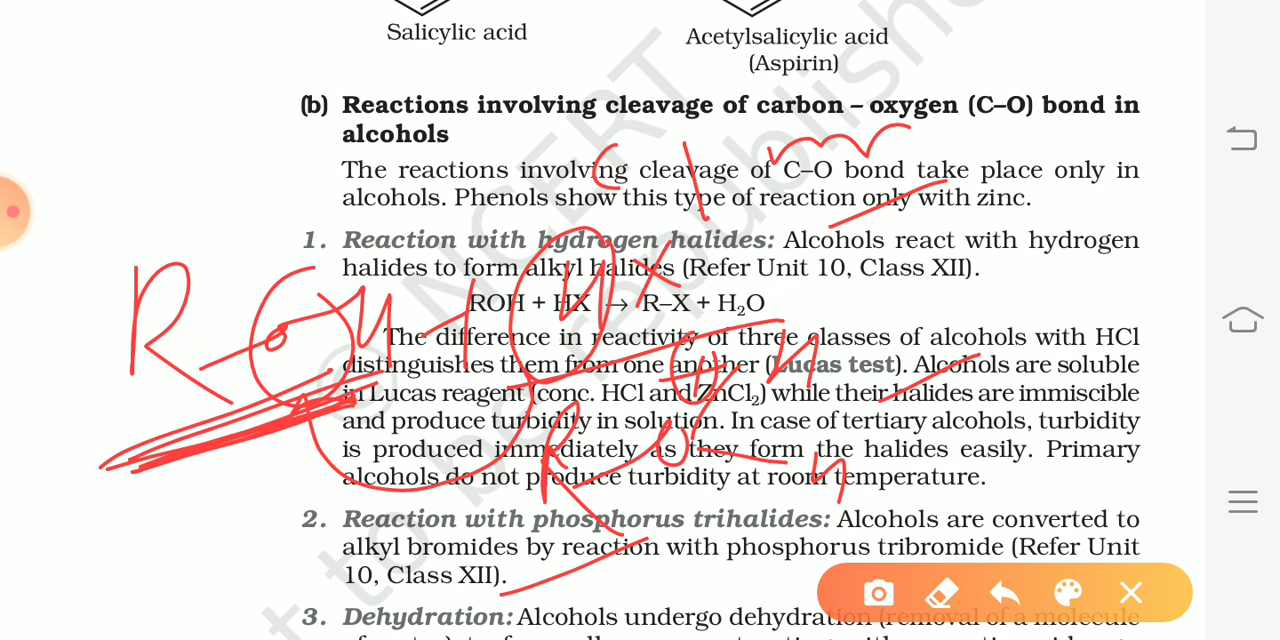 Salicylic acid
Acetylsalicylic acid
(Aspirin)
(b) Reactions involving cleavage of carbon – oxygen (C–O) bond in
alcohols
The reactions involving cleavage of C–O bond take place only in
alcohols. Phenols show this type of reaction only with zinc.
1. Reaction with hydrogen halides: Alcohols react with hydrogen
halides to form alkyl halides (Refer Unit 10, Class XII).
ROH + HX → R–X + H₂O
The difference in reactivity of three classes of alcohols with HCl
distinguishes them from one another (Lucas test). Alcohols are soluble
in Lucas reagent (conc. HCl and ZnCl₂) while their halides are immiscible
and produce turbidity in solution. In case of tertiary alcohols, turbidity
is produced immediately as they form the halides easily. Primary
alcohols do not produce turbidity at room temperature.
2. Reaction with phosphorus trihalides: Alcohols are converted to
alkyl bromides by reaction with phosphorus tribromide (Refer Unit
10, Class XII).
3. Dehydration: Alcohols undergo dehydration (removal of a molecule